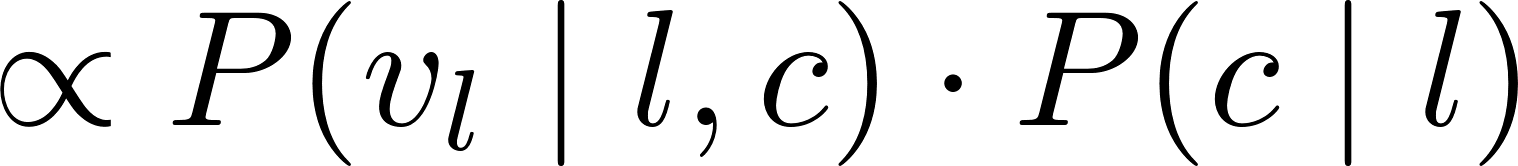 ∝ P(v_l | l, c) · P(c | l)